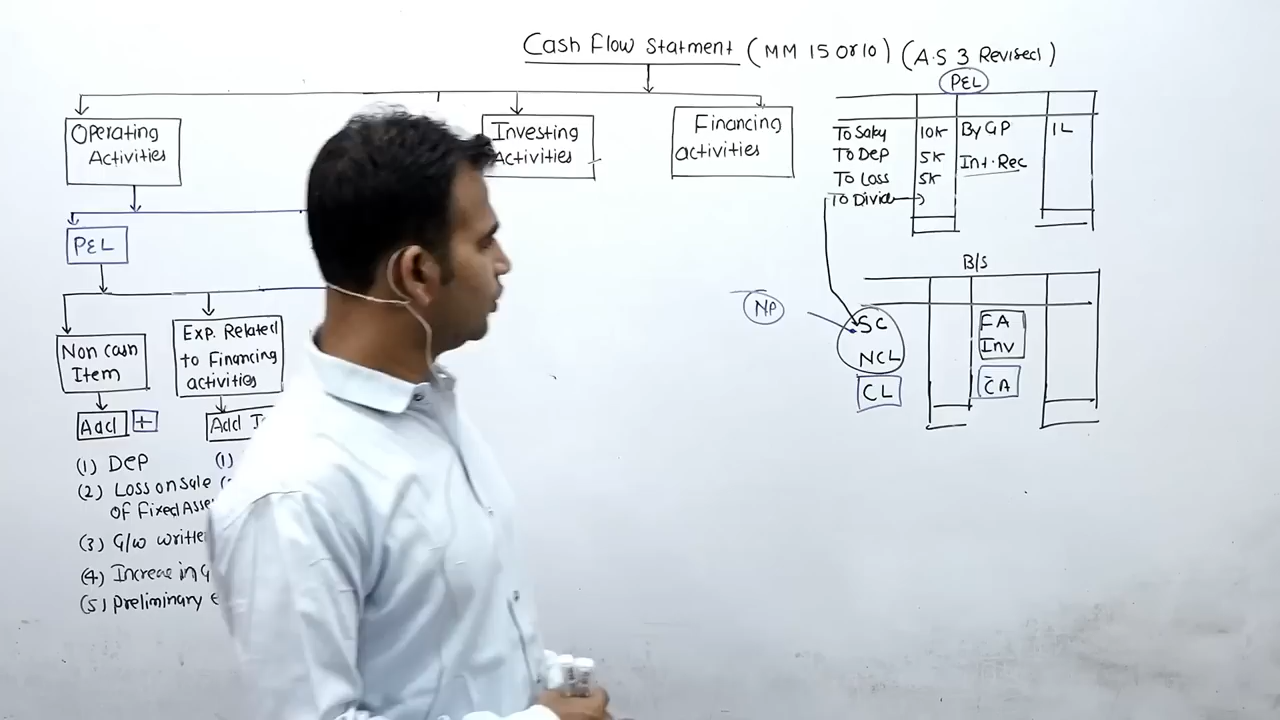 Cash Flow Statment (MM 15 or 10) (A.S 3 Revised)
Operating
Activities
Investing
Activities
Financing
activities
P&L
Non cash
Item
Exp. Related
to Financing
activities
Add +
Add
(1) Dep
(2) Loss on Sale
of Fixed
(3) G/w
(4) Increase in
(5) Preliminary
(1)
P&L
To Saley 10K By GP 1L
To Dep 5K Int. Rec
To Loss 5K
To Divid
B/S
NP
SC FA
NCL Inv
CL CA